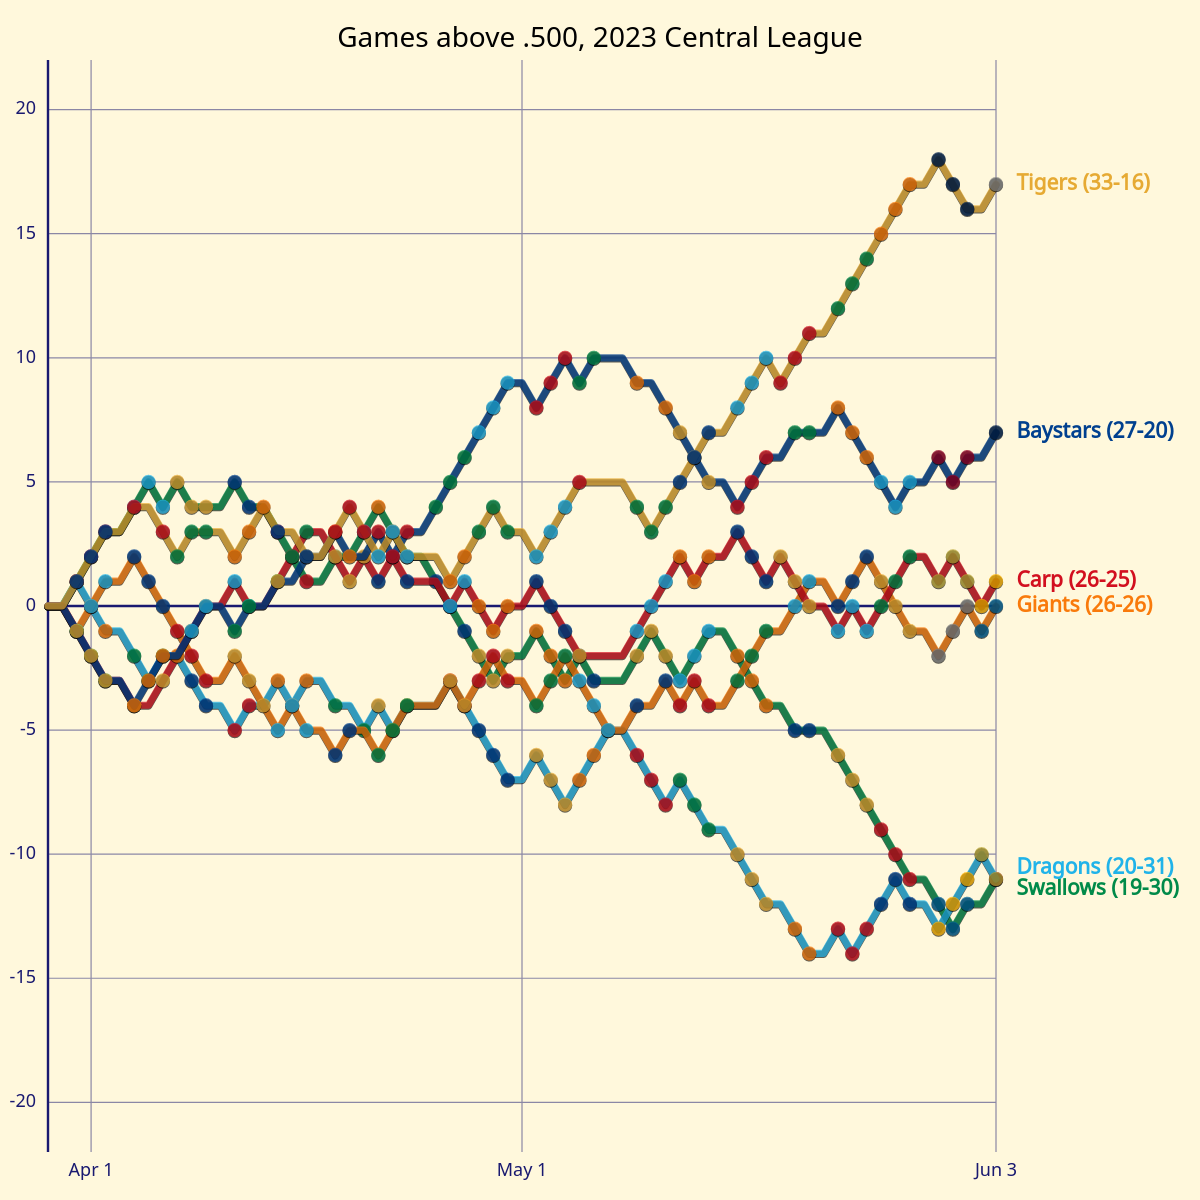 Games above .500, 2023 Central League
20
15
10
5
0
-5
-10
-15
-20
Tigers (33-16)
Baystars (27-20)
Carp (26-25)
Giants (26-26)
Dragons (20-31)
Swallows (19-30)
Apr 1
May 1
Jun 3